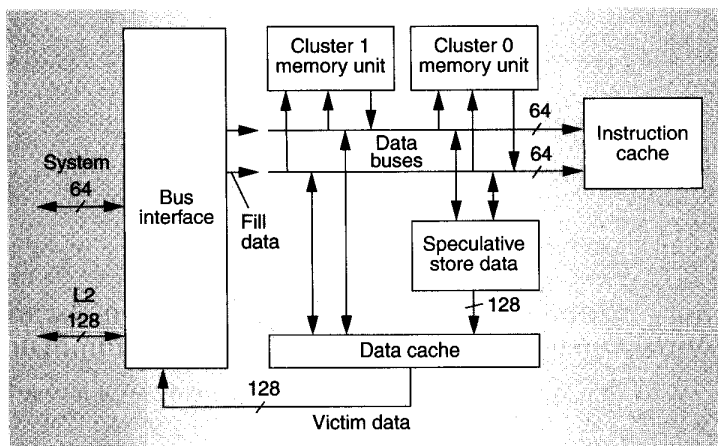 Cluster 1
memory unit
Cluster 0
memory unit
64
Data
buses
64
Instruction
cache
System
64
Bus
interface
Fill
data
Speculative
store data
L2
128
128
Data cache
128
Victim data